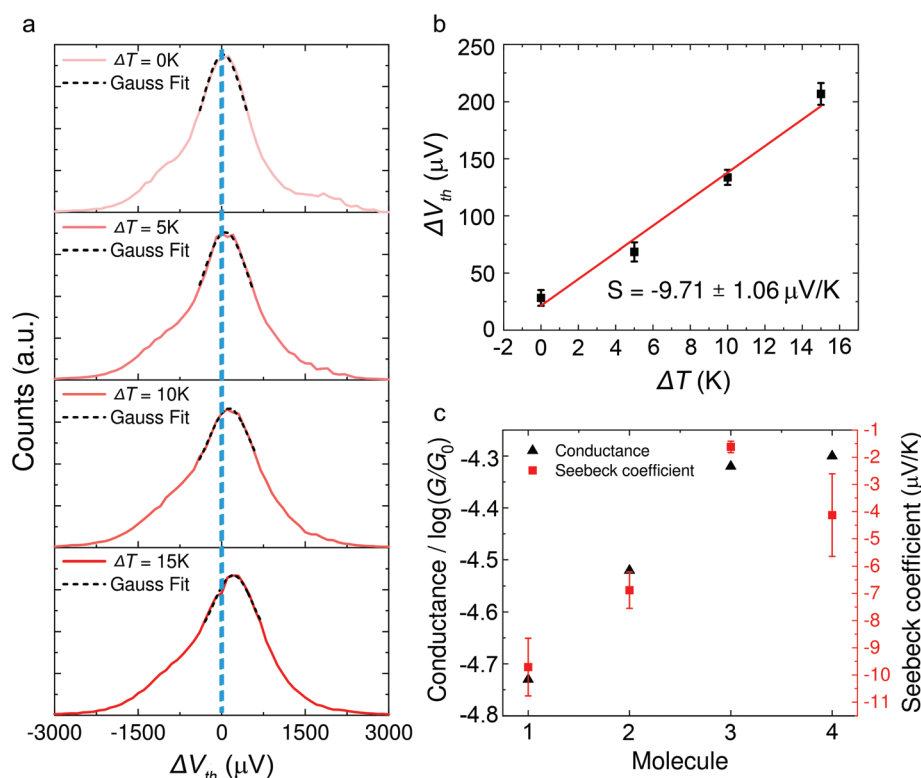 a
ΔT = 0K
Gauss Fit
ΔT = 5K
Gauss Fit
ΔT = 10K
Gauss Fit
ΔT = 15K
Gauss Fit
Counts (a.u.)
-3000 -1500 0 1500 3000
ΔV_th (μV)
b
250
200
150
100
50
0
ΔV_th (μV)
S = -9.71 ± 1.06 μV/K
-2 0 2 4 6 8 10 12 14 16
ΔT (K)
c
Conductance
Seebeck coefficient
-4.3
-4.4
-4.5
-4.6
-4.7
-4.8
Conductance / log(G/G₀)
-1
-2
-3
-4
-5
-6
-7
-8
-9
-10
-11
Seebeck coefficient (μV/K)
1 2 3 4
Molecule